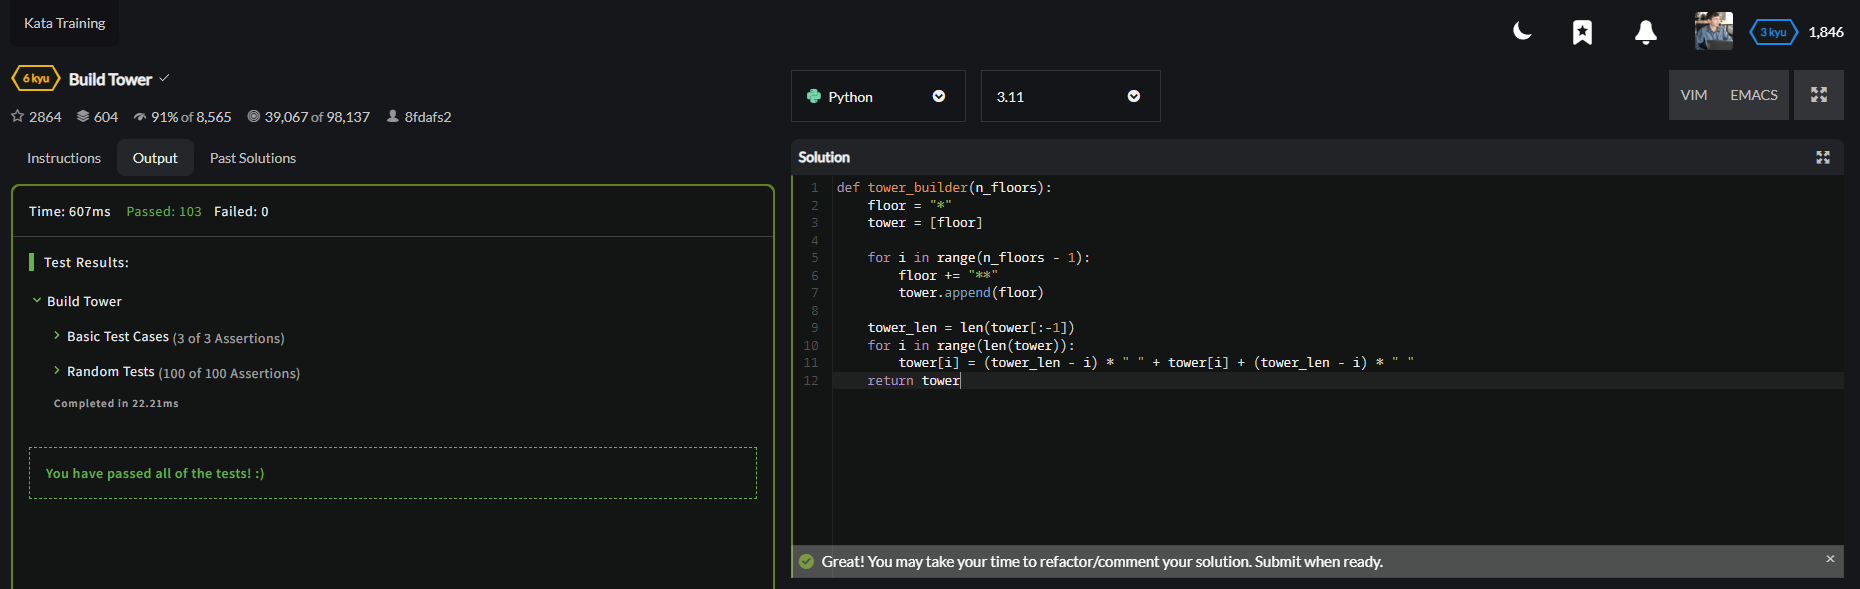 Kata Training
3 kyu 1,846
6 kyu Build Tower
2864 604 91% of 8,565 39,067 of 98,137 8fdafs2
Python 3.11 VIM EMACS
Instructions Output Past Solutions
Time: 607ms Passed: 103 Failed: 0
Test Results:
Build Tower
Basic Test Cases (3 of 3 Assertions)
Random Tests (100 of 100 Assertions)
Completed in 22.21ms
You have passed all of the tests! :)
Solution
1 def tower_builder(n_floors):
2     floor = "*"
3     tower = [floor]
4
5     for i in range(n_floors - 1):
6         floor += "**"
7         tower.append(floor)
8
9     tower_len = len(tower[:-1])
10     for i in range(len(tower)):
11         tower[i] = (tower_len - i) * " " + tower[i] + (tower_len - i) * " "
12     return tower
Great! You may take your time to refactor/comment your solution. Submit when ready. ×